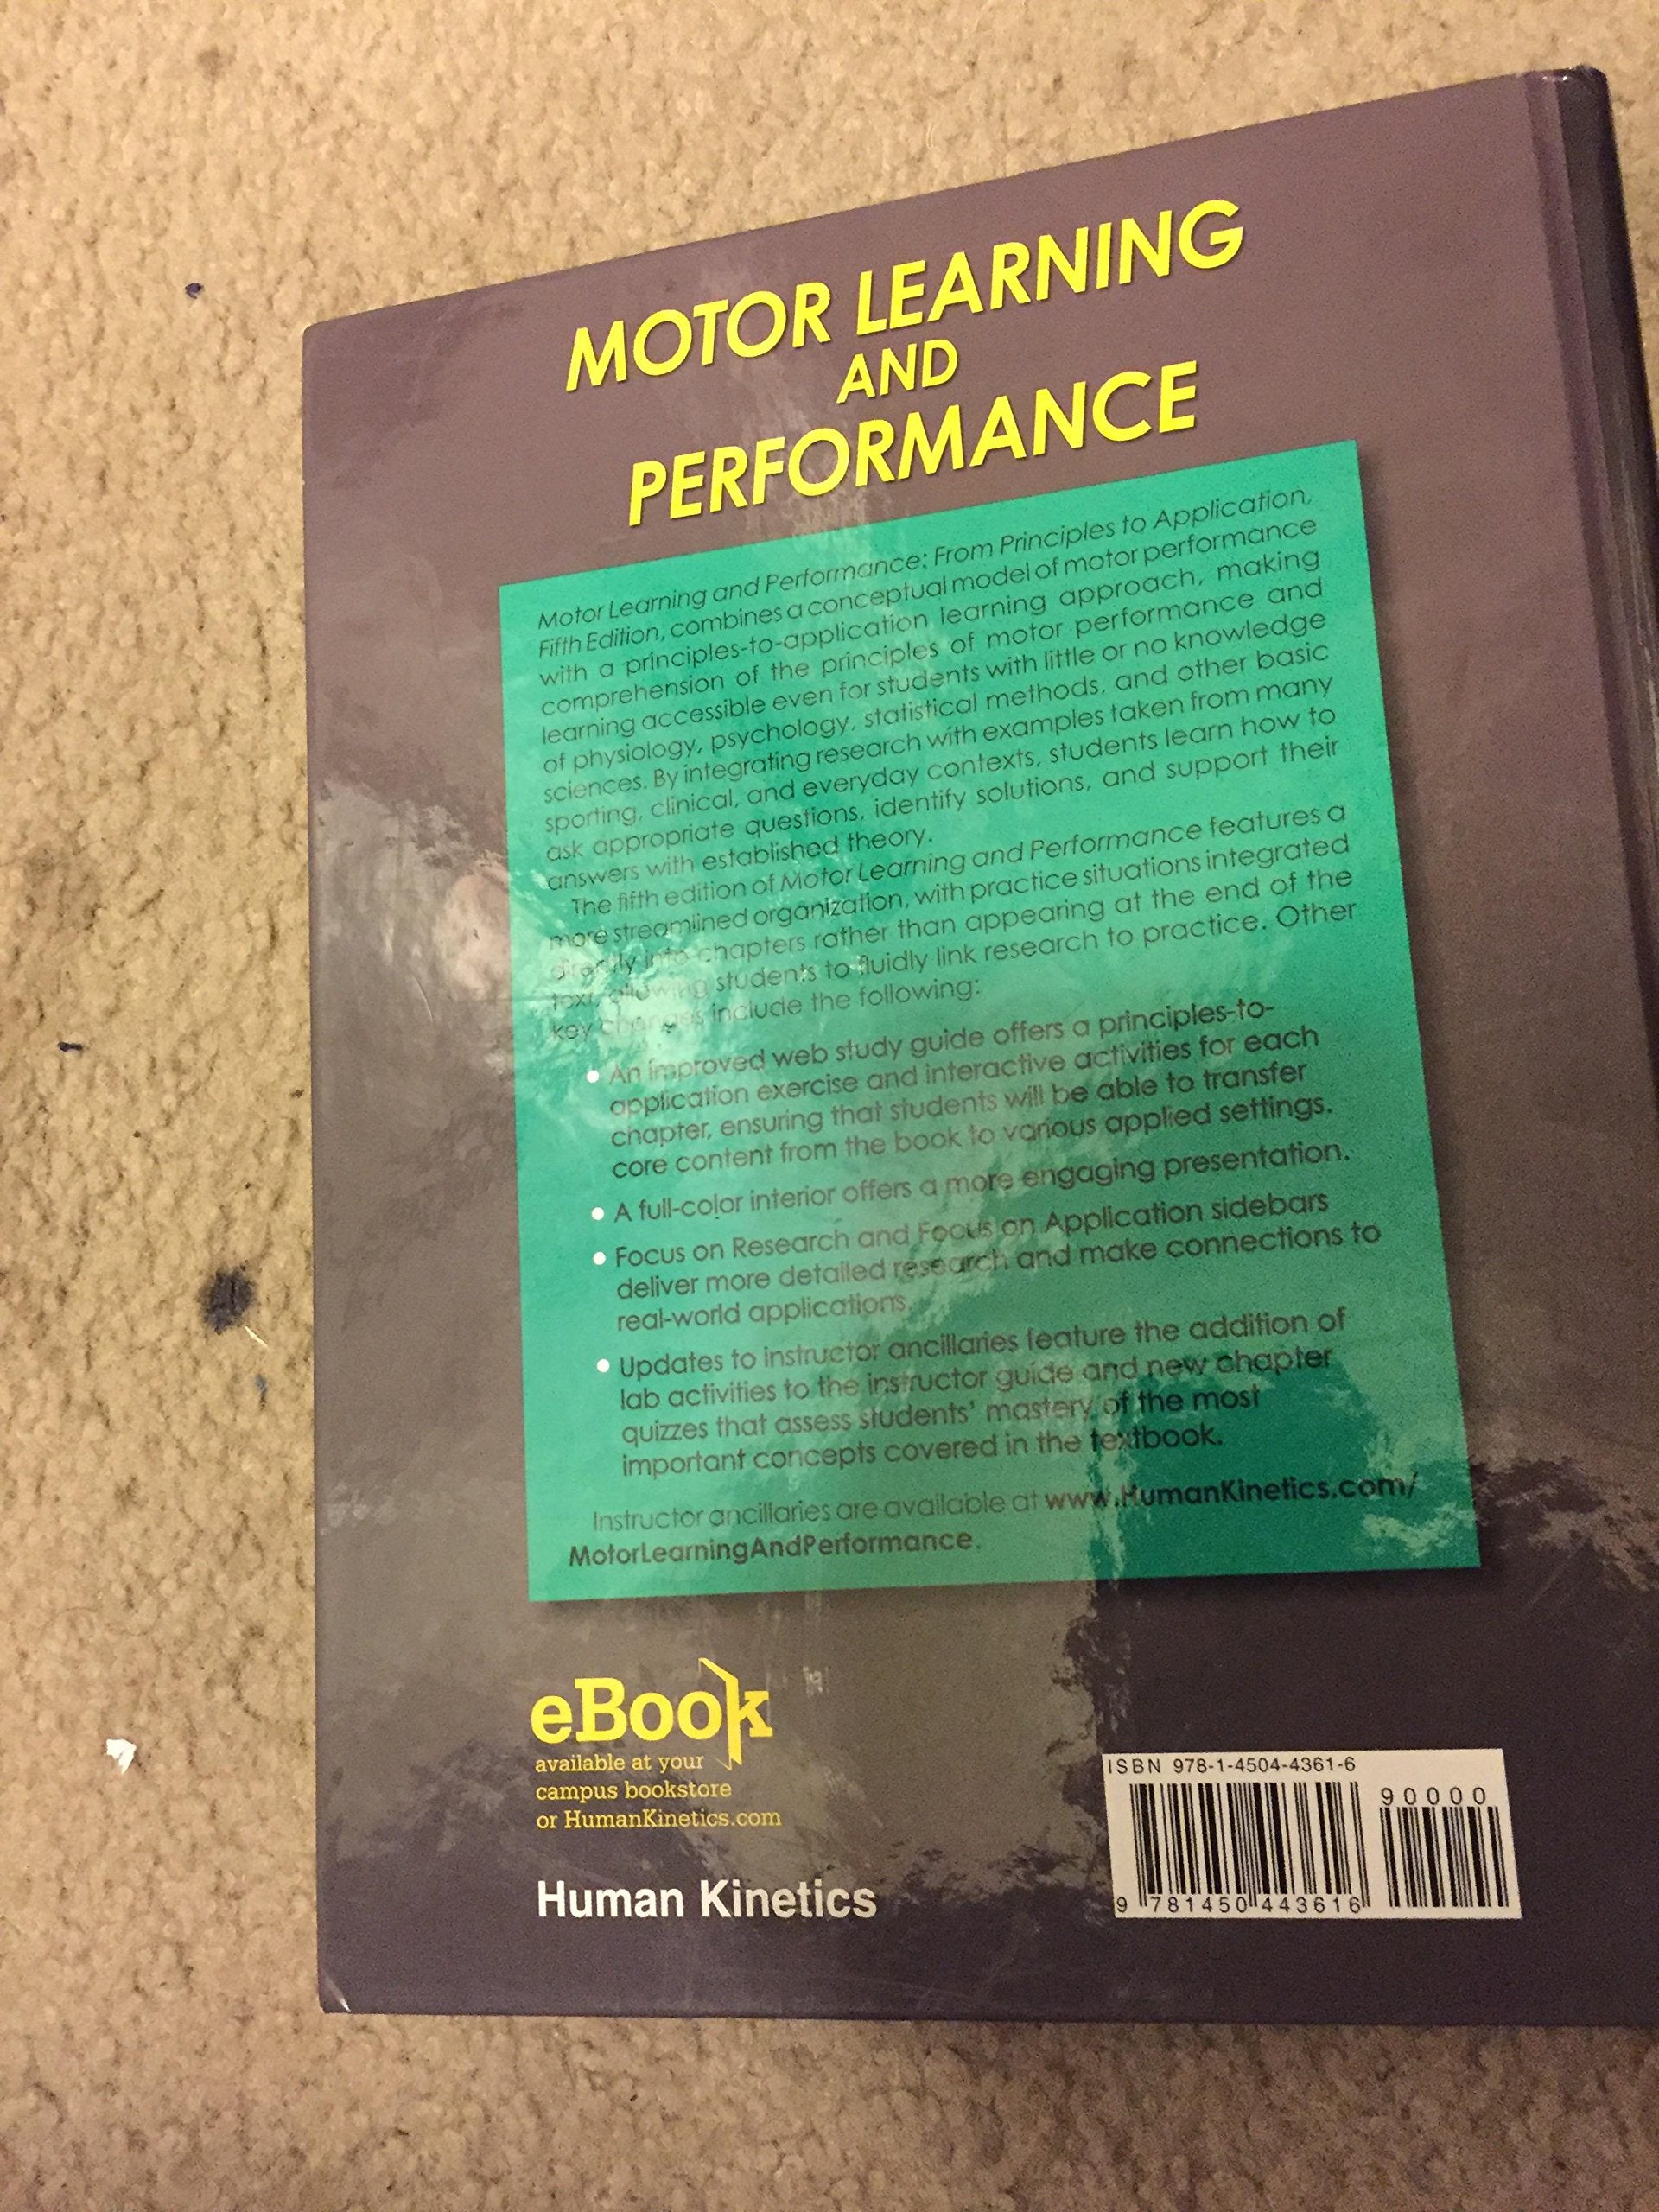 MOTOR LEARNING
AND
PERFORMANCE
Motor Learning and Performance: From Principles to Application,
Fifth Edition, combines a conceptual model of motor performance
with a principles-to-application learning approach, making
comprehension of the principles of motor performance and
learning accessible even for students with little or no knowledge
of physiology, psychology, statistical methods, and other basic
sciences. By integrating research with examples taken from many
sporting, clinical, and everyday contexts, students learn how to
ask appropriate questions, identify solutions, and support their
answers with established theory.
The fifth edition of Motor Learning and Performance features a
more streamlined organization, with practice situations integrated
directly into chapters rather than appearing at the end of the
text, allowing students to fluidly link research to practice. Other
key changes include the following:
• An improved web study guide offers a principles-to-
application exercise and interactive activities for each
chapter, ensuring that students will be able to transfer
core content from the book to various applied settings.
• A full-color interior offers a more engaging presentation.
• Focus on Research and Focus on Application sidebars
deliver more detailed research and make connections to
real-world applications.
• Updates to instructor ancillaries feature the addition of
lab activities to the instructor guide and new chapter
quizzes that assess students' mastery of the most
important concepts covered in the textbook.
Instructor ancillaries are available at www.HumanKinetics.com/
MotorLearningAndPerformance.
eBook
available at your
campus bookstore
or HumanKinetics.com
Human Kinetics
ISBN 978-1-4504-4361-6
90000
9 781450 443616